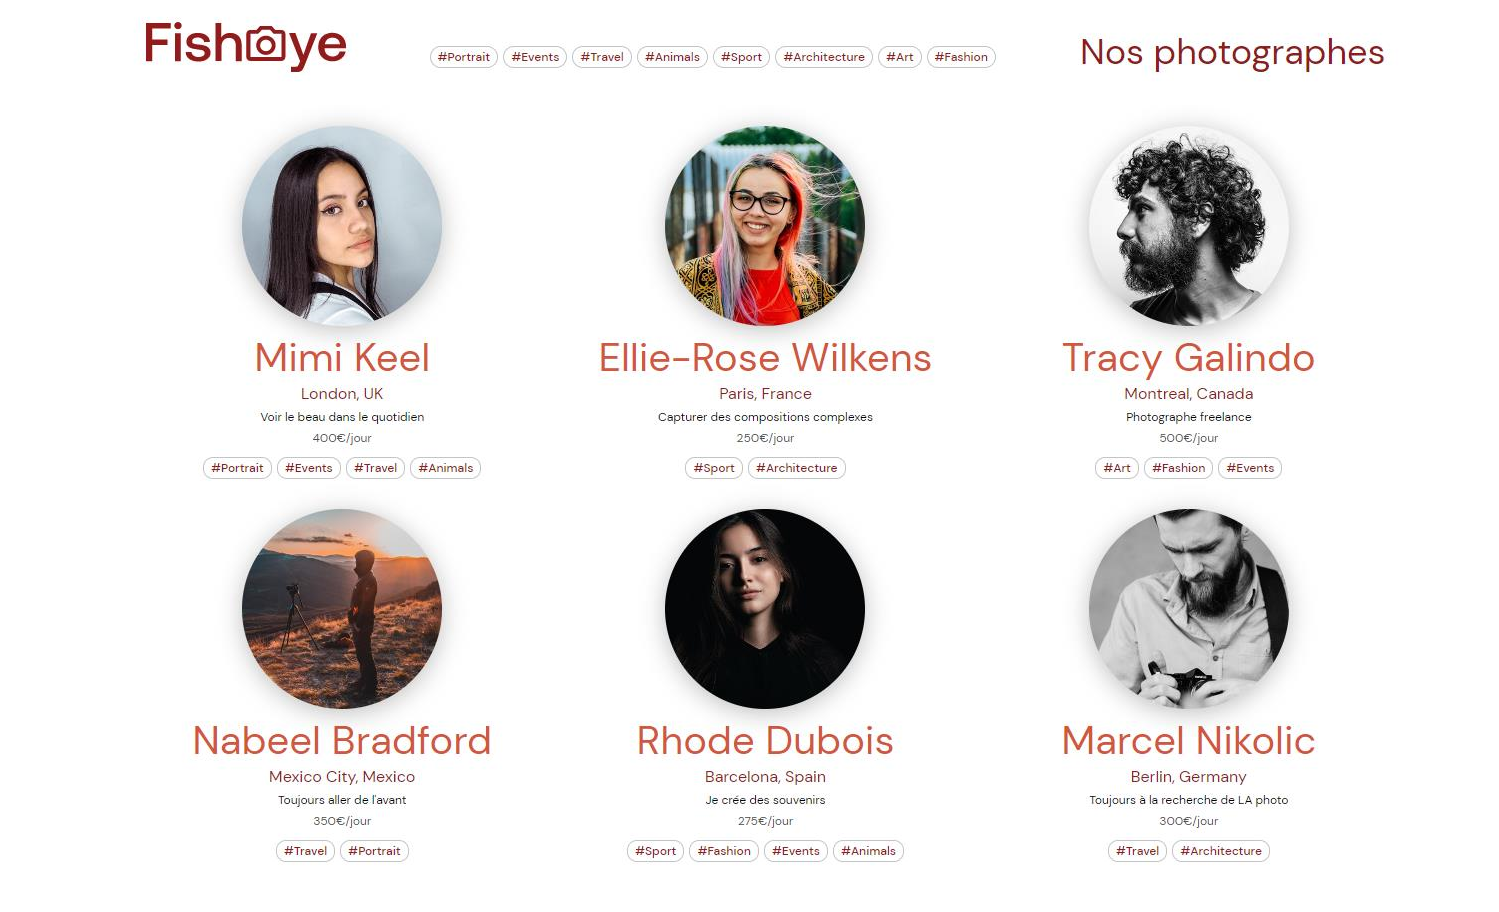 Fisheye
#Portrait #Events #Travel #Animals #Sport #Architecture #Art #Fashion
Nos photographes
Mimi Keel
London, UK
Voir le beau dans le quotidien
400€/jour
#Portrait #Events #Travel #Animals
Ellie-Rose Wilkens
Paris, France
Capturer des compositions complexes
250€/jour
#Sport #Architecture
Tracy Galindo
Montreal, Canada
Photographe freelance
500€/jour
#Art #Fashion #Events
Nabeel Bradford
Mexico City, Mexico
Toujours aller de l'avant
350€/jour
#Travel #Portrait
Rhode Dubois
Barcelona, Spain
Je crée des souvenirs
275€/jour
#Sport #Fashion #Events #Animals
Marcel Nikolic
Berlin, Germany
Toujours à la recherche de LA photo
300€/jour
#Travel #Architecture